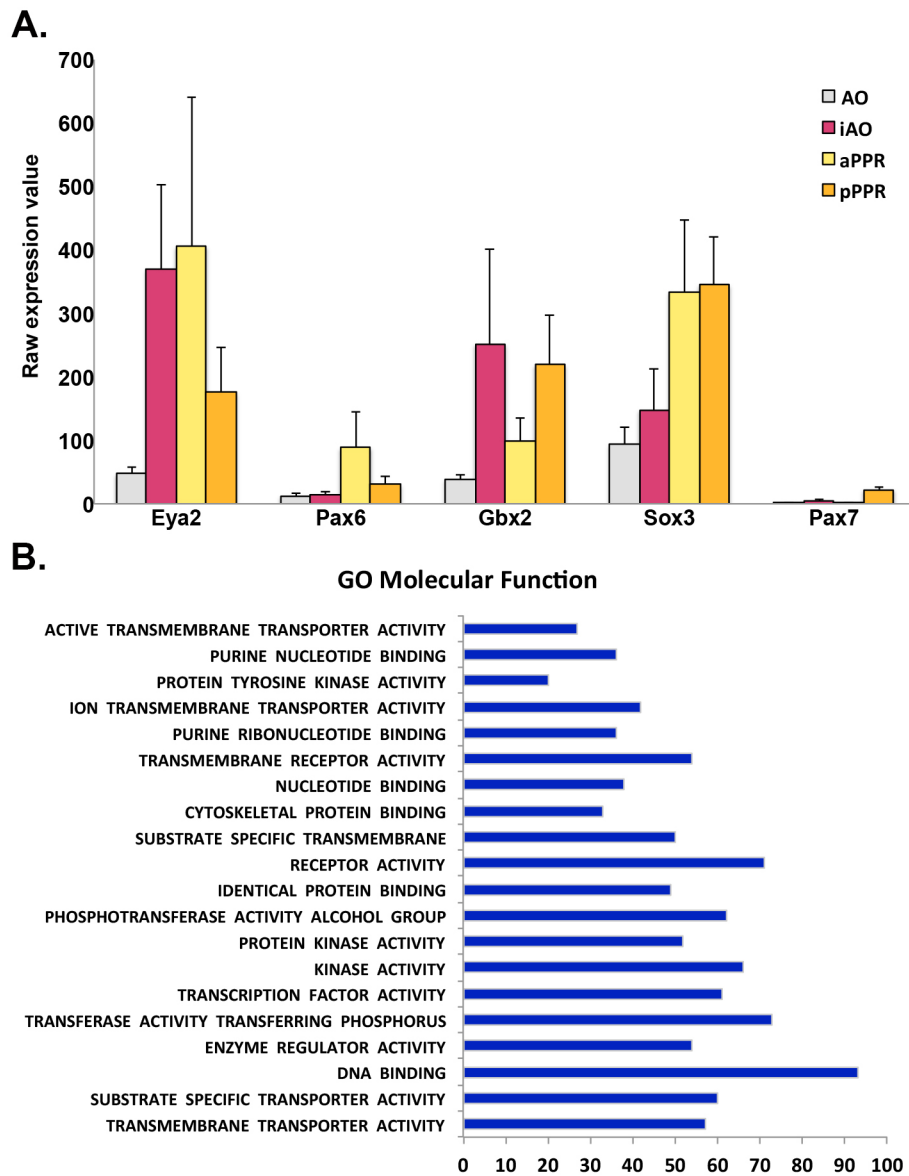 A.
700
600
500
400
300
200
100
0
Raw expression value
AO
iAO
aPPR
pPPR
Eya2 Pax6 Gbx2 Sox3 Pax7
B.
GO Molecular Function
ACTIVE TRANSMEMBRANE TRANSPORTER ACTIVITY
PURINE NUCLEOTIDE BINDING
PROTEIN TYROSINE KINASE ACTIVITY
ION TRANSMEMBRANE TRANSPORTER ACTIVITY
PURINE RIBONUCLEOTIDE BINDING
TRANSMEMBRANE RECEPTOR ACTIVITY
NUCLEOTIDE BINDING
CYTOSKELETAL PROTEIN BINDING
SUBSTRATE SPECIFIC TRANSMEMBRANE
RECEPTOR ACTIVITY
IDENTICAL PROTEIN BINDING
PHOSPHOTRANSFERASE ACTIVITY ALCOHOL GROUP
PROTEIN KINASE ACTIVITY
KINASE ACTIVITY
TRANSCRIPTION FACTOR ACTIVITY
TRANSFERASE ACTIVITY TRANSFERRING PHOSPHORUS
ENZYME REGULATOR ACTIVITY
DNA BINDING
SUBSTRATE SPECIFIC TRANSPORTER ACTIVITY
TRANSMEMBRANE TRANSPORTER ACTIVITY
0 10 20 30 40 50 60 70 80 90 100